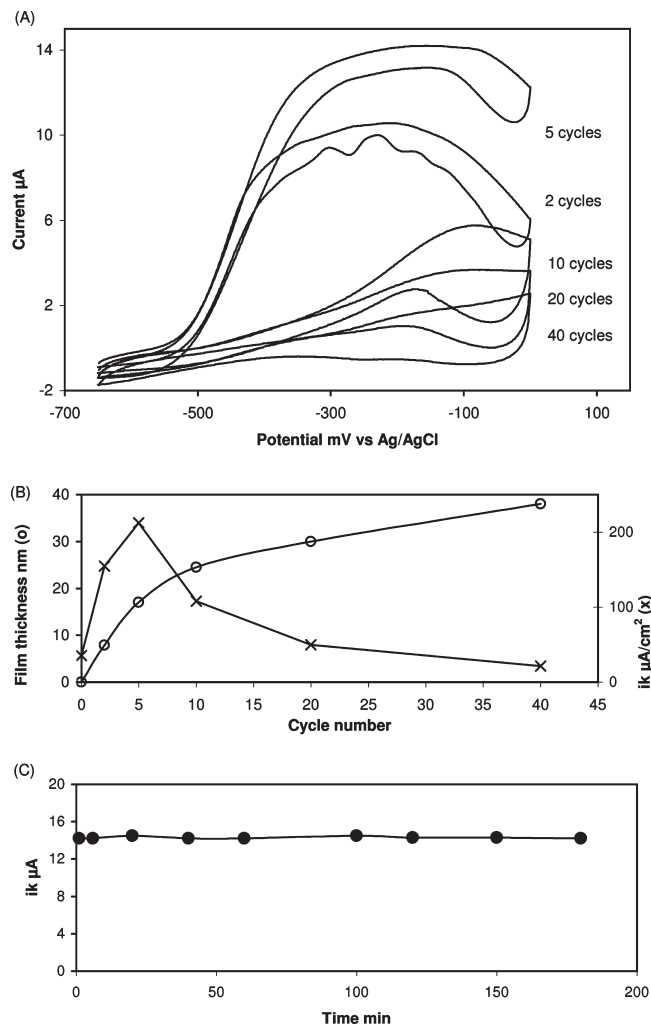 (A)
14
10
6
2
-2
Current µA
5 cycles
2 cycles
10 cycles
20 cycles
40 cycles
-700 -500 -300 -100 100
Potential mV vs Ag/AgCl
(B)
40
30
20
10
0
Film thickness nm (o)
200
100
0
ik µA/cm² (x)
0 5 10 15 20 25 30 35 40 45
Cycle number
(C)
20
16
12
8
4
0
ik µA
0 50 100 150 200
Time min